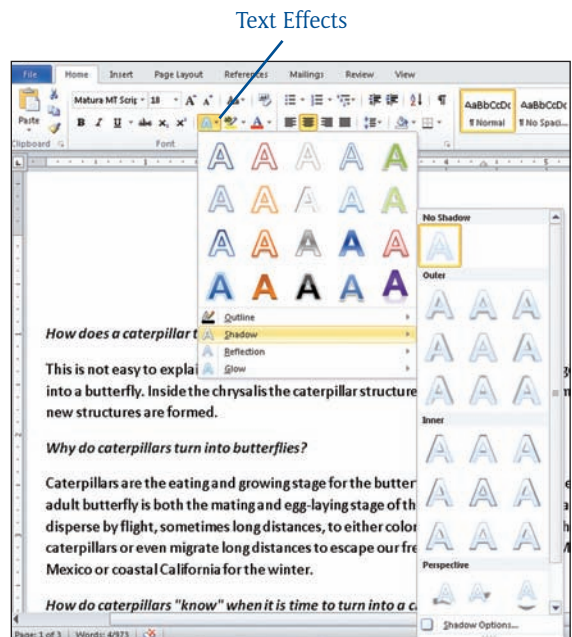 Text Effects
File Home Insert Page Layout References Mailings Review View
Matura MT Scrip 18 A A Aa
Paste B I U abc x, x² A AaBbCcDc AaBbCcDc
¶ Normal ¶ No Spaci...
Clipboard Font
No Shadow
Outer
Outline
How does a caterpillar t Shadow
Reflection
This is not easy to explai
Glow
into a butterfly. Inside the chrysalis the caterpillar structure
new structures are formed.
Inner
Why do caterpillars turn into butterflies?
Caterpillars are the eating and growing stage for the butter
adult butterfly is both the mating and egg-laying stage of th
disperse by flight, sometimes long distances, to either color
caterpillars or even migrate long distances to escape our fre
Perspective
Mexico or coastal California for the winter.
How do caterpillars "know" when it is time to turn into a c
Shadow Options...
Page: 1 of 3 Words: 4/973